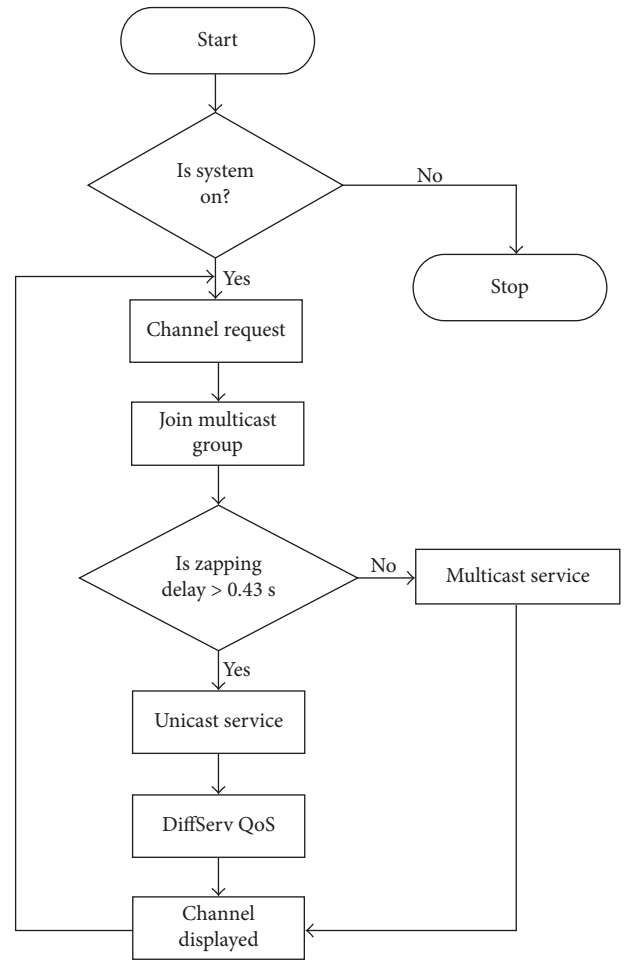 Start
Is system
on?
No
Stop
Yes
Channel request
Join multicast
group
Is zapping
delay > 0.43 s
No
Multicast service
Yes
Unicast service
DiffServ QoS
Channel
displayed